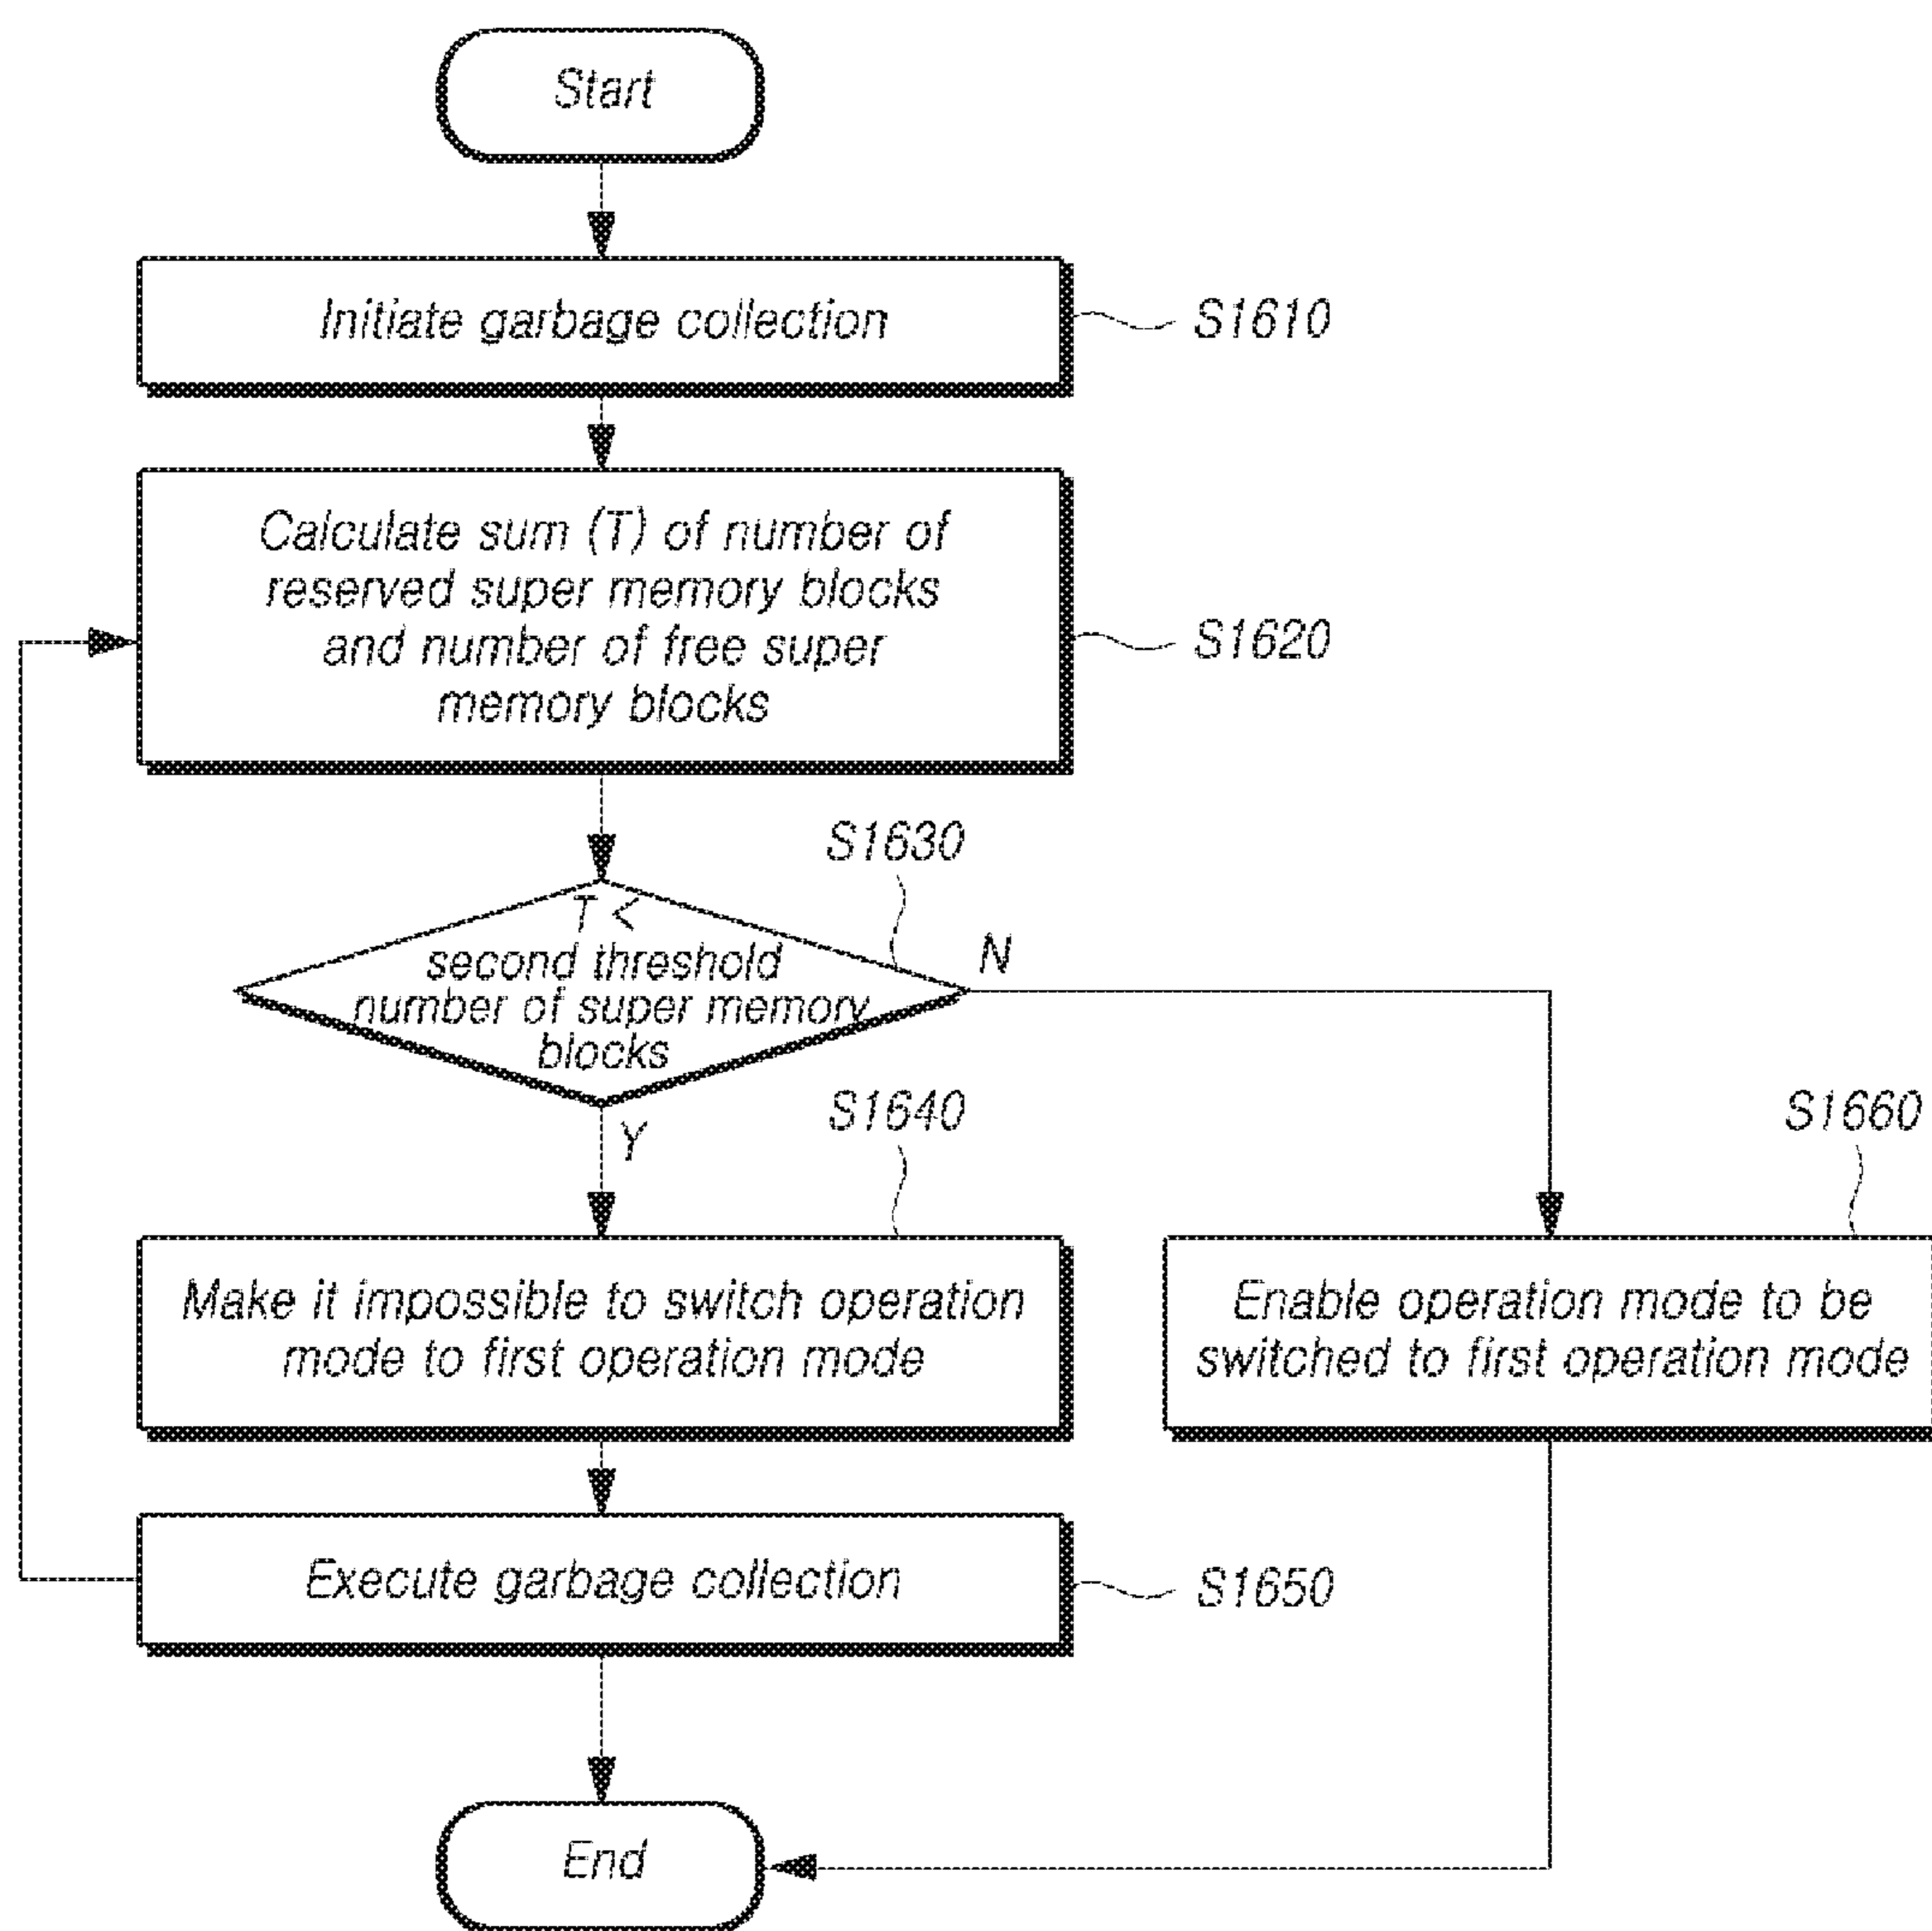 Start
Initiate garbage collection
S1610
Calculate sum (T) of number of
reserved super memory blocks
and number of free super
memory blocks
S1620
S1630
T <
second threshold
number of super memory
blocks
N
Y
S1640
S1660
Make it impossible to switch operation
mode to first operation mode
Enable operation mode to be
switched to first operation mode
Execute garbage collection
S1650
End